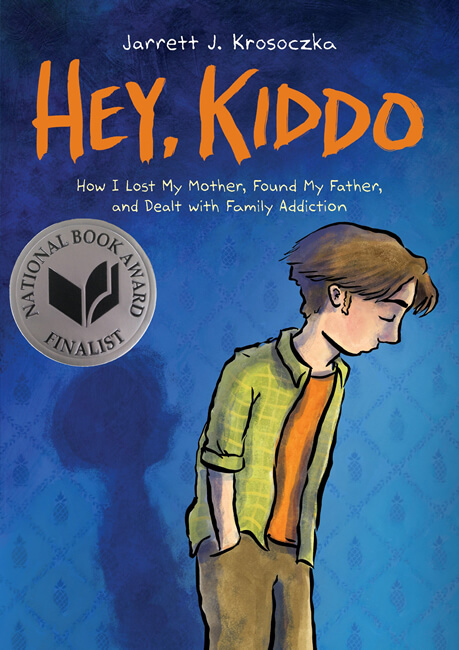 Jarrett J. Krosoczka
HEY, KIDDO
How I Lost My Mother, Found My Father,
and Dealt with Family Addiction
NATIONAL BOOK AWARD
FINALIST